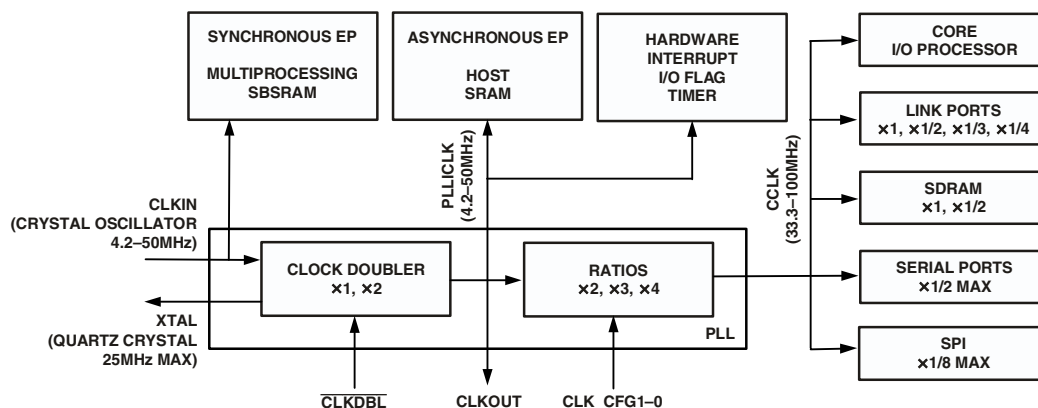 SYNCHRONOUS EP
MULTIPROCESSING
SBSRAM
ASYNCHRONOUS EP
HOST
SRAM
HARDWARE
INTERRUPT
I/O FLAG
TIMER
CORE
I/O PROCESSOR
LINK PORTS
×1, ×1/2, ×1/3, ×1/4
SDRAM
×1, ×1/2
SERIAL PORTS
×1/2 MAX
SPI
×1/8 MAX
PLLICLK
(4.2–50MHz)
CCLK
(33.3–100MHz)
CLKIN
(CRYSTAL OSCILLATOR
4.2–50MHz)
CLOCK DOUBLER
×1, ×2
RATIOS
×2, ×3, ×4
PLL
XTAL
(QUARTZ CRYSTAL
25MHz MAX)
CLKDBL
CLKOUT
CLK_CFG1–0